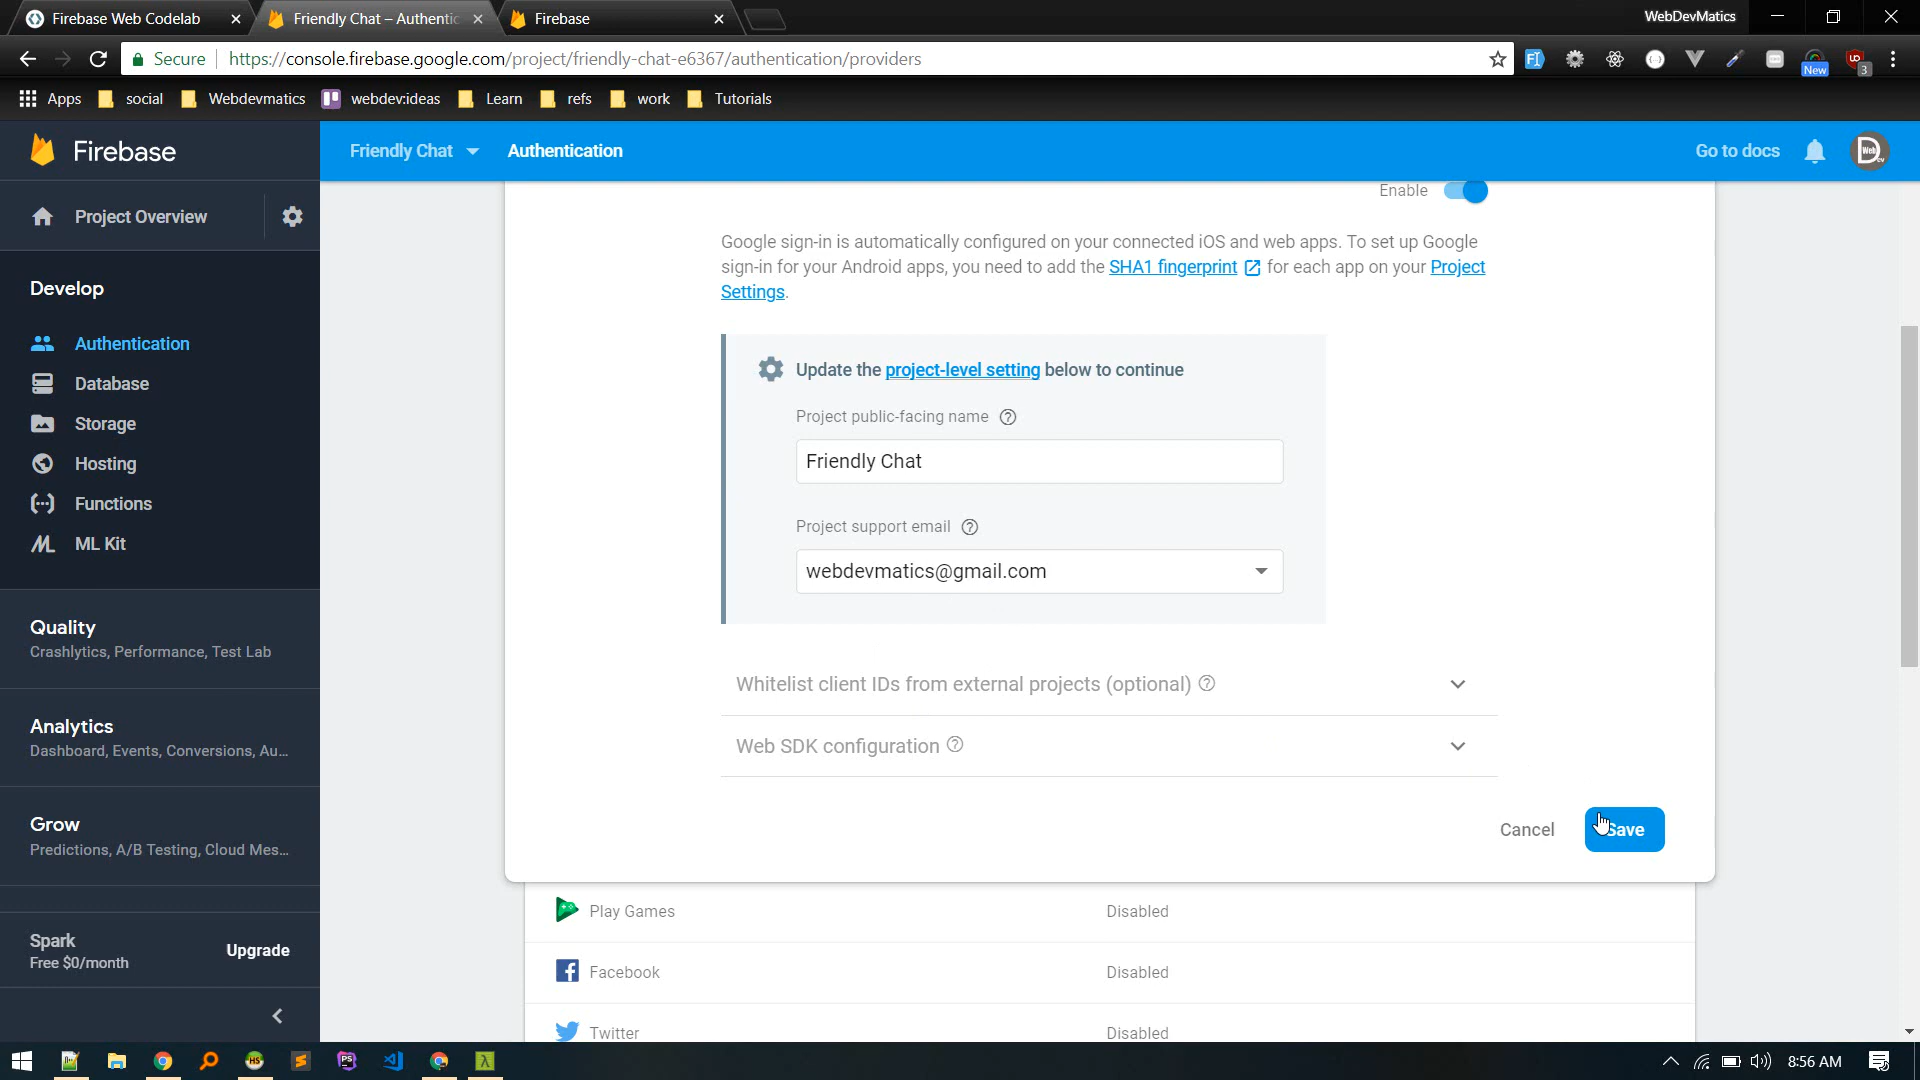 Firebase Web Codelab
Friendly Chat – Authentic
Firebase
WebDevMatics
Secure
https://console.firebase.google.com/project/friendly-chat-e6367/authentication/providers
New
3
Apps
social
Webdevmatics
webdev:ideas
Learn
refs
work
Tutorials
Firebase
Friendly Chat
Authentication
Go to docs
Project Overview
Enable
Google sign-in is automatically configured on your connected iOS and web apps. To set up Google
sign-in for your Android apps, you need to add the SHA1 fingerprint for each app on your Project
Settings.
Develop
Authentication
Database
Storage
Hosting
Functions
ML Kit
Update the project-level setting below to continue
Project public-facing name
Friendly Chat
Project support email
webdevmatics@gmail.com
Quality
Crashlytics, Performance, Test Lab
Whitelist client IDs from external projects (optional)
Web SDK configuration
Analytics
Dashboard, Events, Conversions, Au...
Grow
Predictions, A/B Testing, Cloud Mes...
Cancel
Save
Play Games
Disabled
Facebook
Disabled
Twitter
Disabled
Spark
Free $0/month
Upgrade
8:56 AM